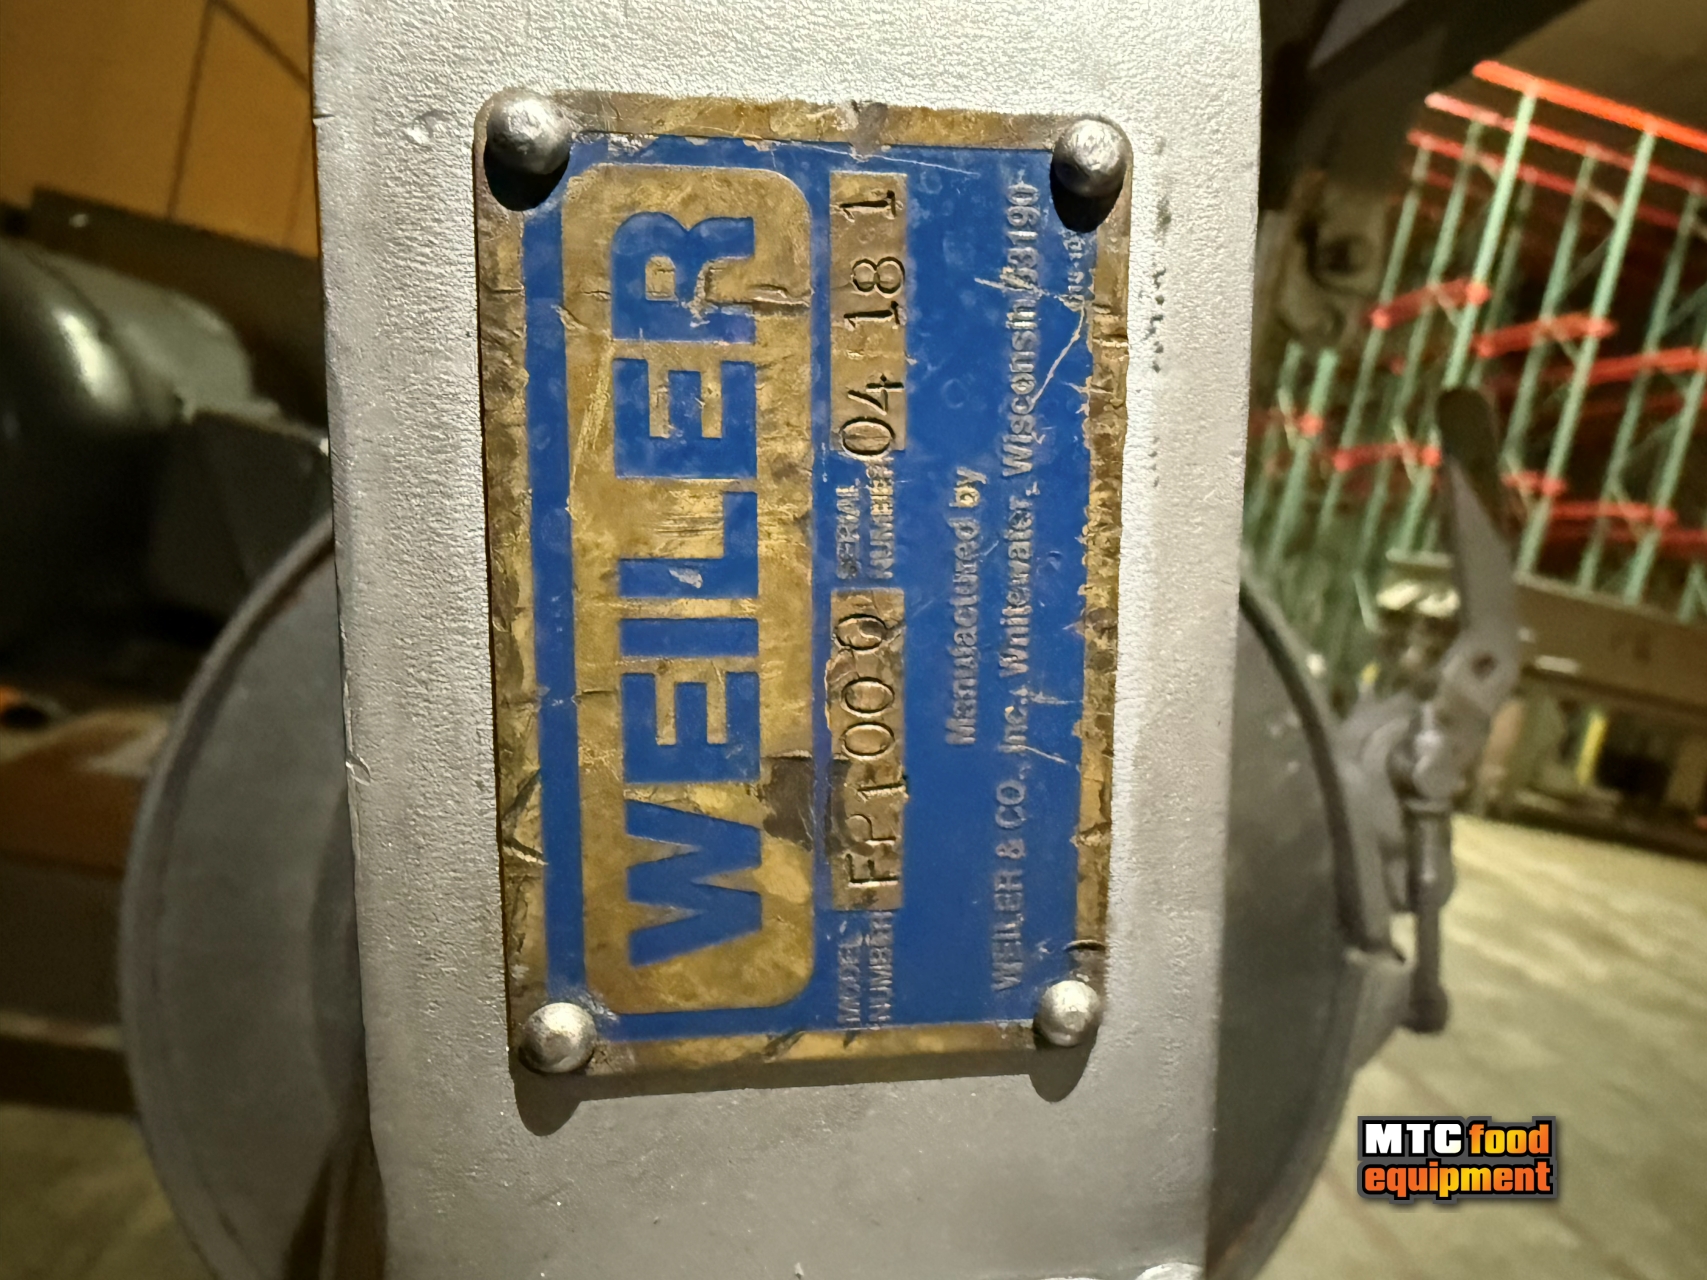 WEILER
MODEL NUMBER FP1000 SERIAL NUMBER 04 18 1
Manufactured by
WEILER & CO., Inc., Whitewater, Wisconsin 53190
MTC food
equipment